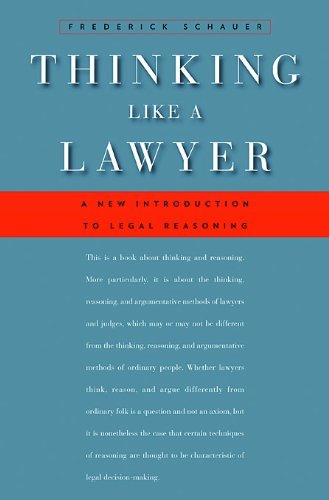 FREDERICK SCHAUER
THINKING
LIKE A
LAWYER
A NEW INTRODUCTION
TO LEGAL REASONING
This is a book about thinking and reasoning.
More particularly, it is about the thinking,
reasoning, and argumentative methods of lawyers
and judges, which may or may not be different
from the thinking, reasoning, and argumentative
methods of ordinary people. Whether lawyers
think, reason, and argue differently from
ordinary folk is a question and not an axiom, but
it is nonetheless the case that certain techniques
of reasoning are thought to be characteristic of
legal decision-making.